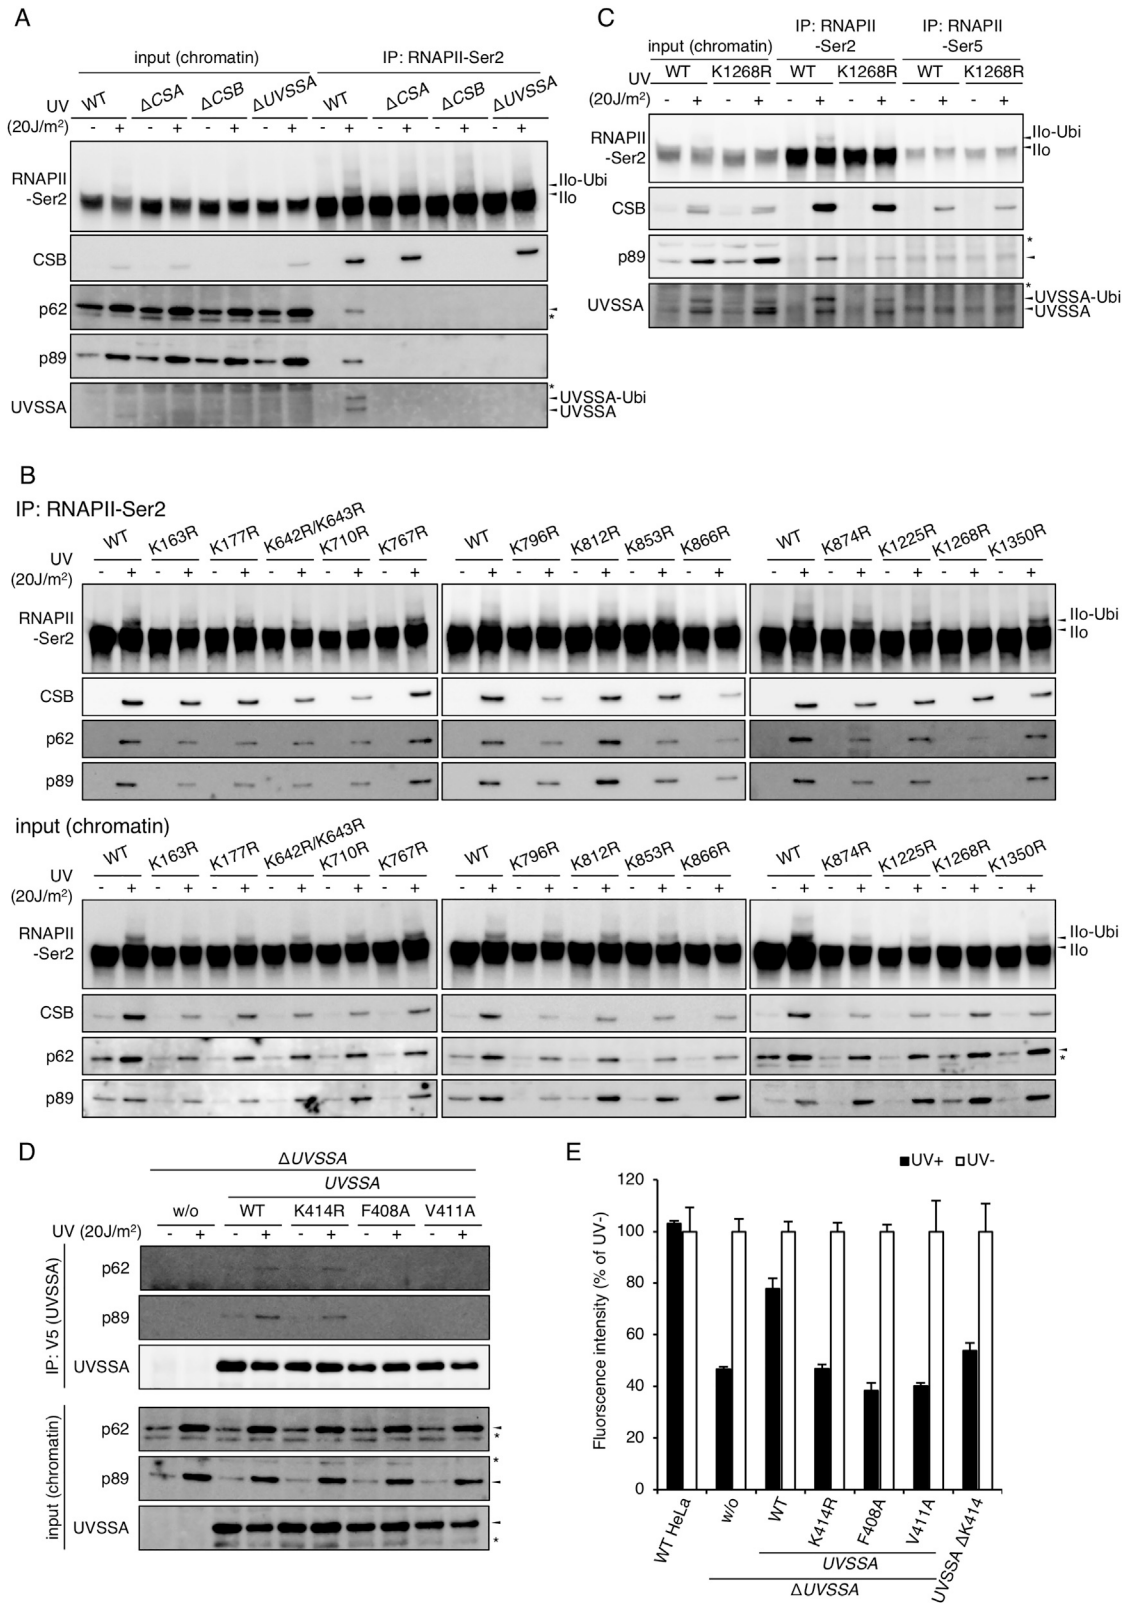 A
input (chromatin) IP: RNAPII-Ser2
UV WT ΔCSA ΔCSB ΔUVSSA WT ΔCSA ΔCSB ΔUVSSA
(20J/m²) - + - + - + - + - + - + - + - +
RNAPII
-Ser2
IIo-Ubi
IIo
CSB
p62
*
p89
UVSSA
*
UVSSA-Ubi
UVSSA
C
input (chromatin) IP: RNAPII
-Ser2 IP: RNAPII
-Ser5
UV WT K1268R WT K1268R WT K1268R
(20J/m²) - + - + - + - + - + - +
RNAPII
-Ser2
IIo-Ubi
IIo
CSB
p89
*
UVSSA
*
UVSSA-Ubi
UVSSA
B
IP: RNAPII-Ser2
WT K163R K177R K642R/K643R K710R K767R WT K796R K812R K853R K866R WT K874R K1225R K1268R K1350R
UV
(20J/m²) - + - + - + - + - + - + - + - + - + - + - + - + - + - + - + - +
RNAPII
-Ser2
IIo-Ubi
IIo
CSB
p62
p89
input (chromatin)
WT K163R K177R K642R/K643R K710R K767R WT K796R K812R K853R K866R WT K874R K1225R K1268R K1350R
UV
(20J/m²) - + - + - + - + - + - + - + - + - + - + - + - + - + - + - + - +
RNAPII
-Ser2
IIo-Ubi
IIo
CSB
p62
*
p89
D
ΔUVSSA
UVSSA
w/o WT K414R F408A V411A
UV (20J/m²) - + - + - + - + - +
IP: V5 (UVSSA)
p62
p89
UVSSA
input (chromatin)
p62
*
p89
*
UVSSA
*
E
UV+ UV-
Fluorescence intensity (% of UV-)
120
100
80
60
40
20
0
WT HeLa w/o WT K414R F408A V411A UVSSA ΔK414
UVSSA
ΔUVSSA